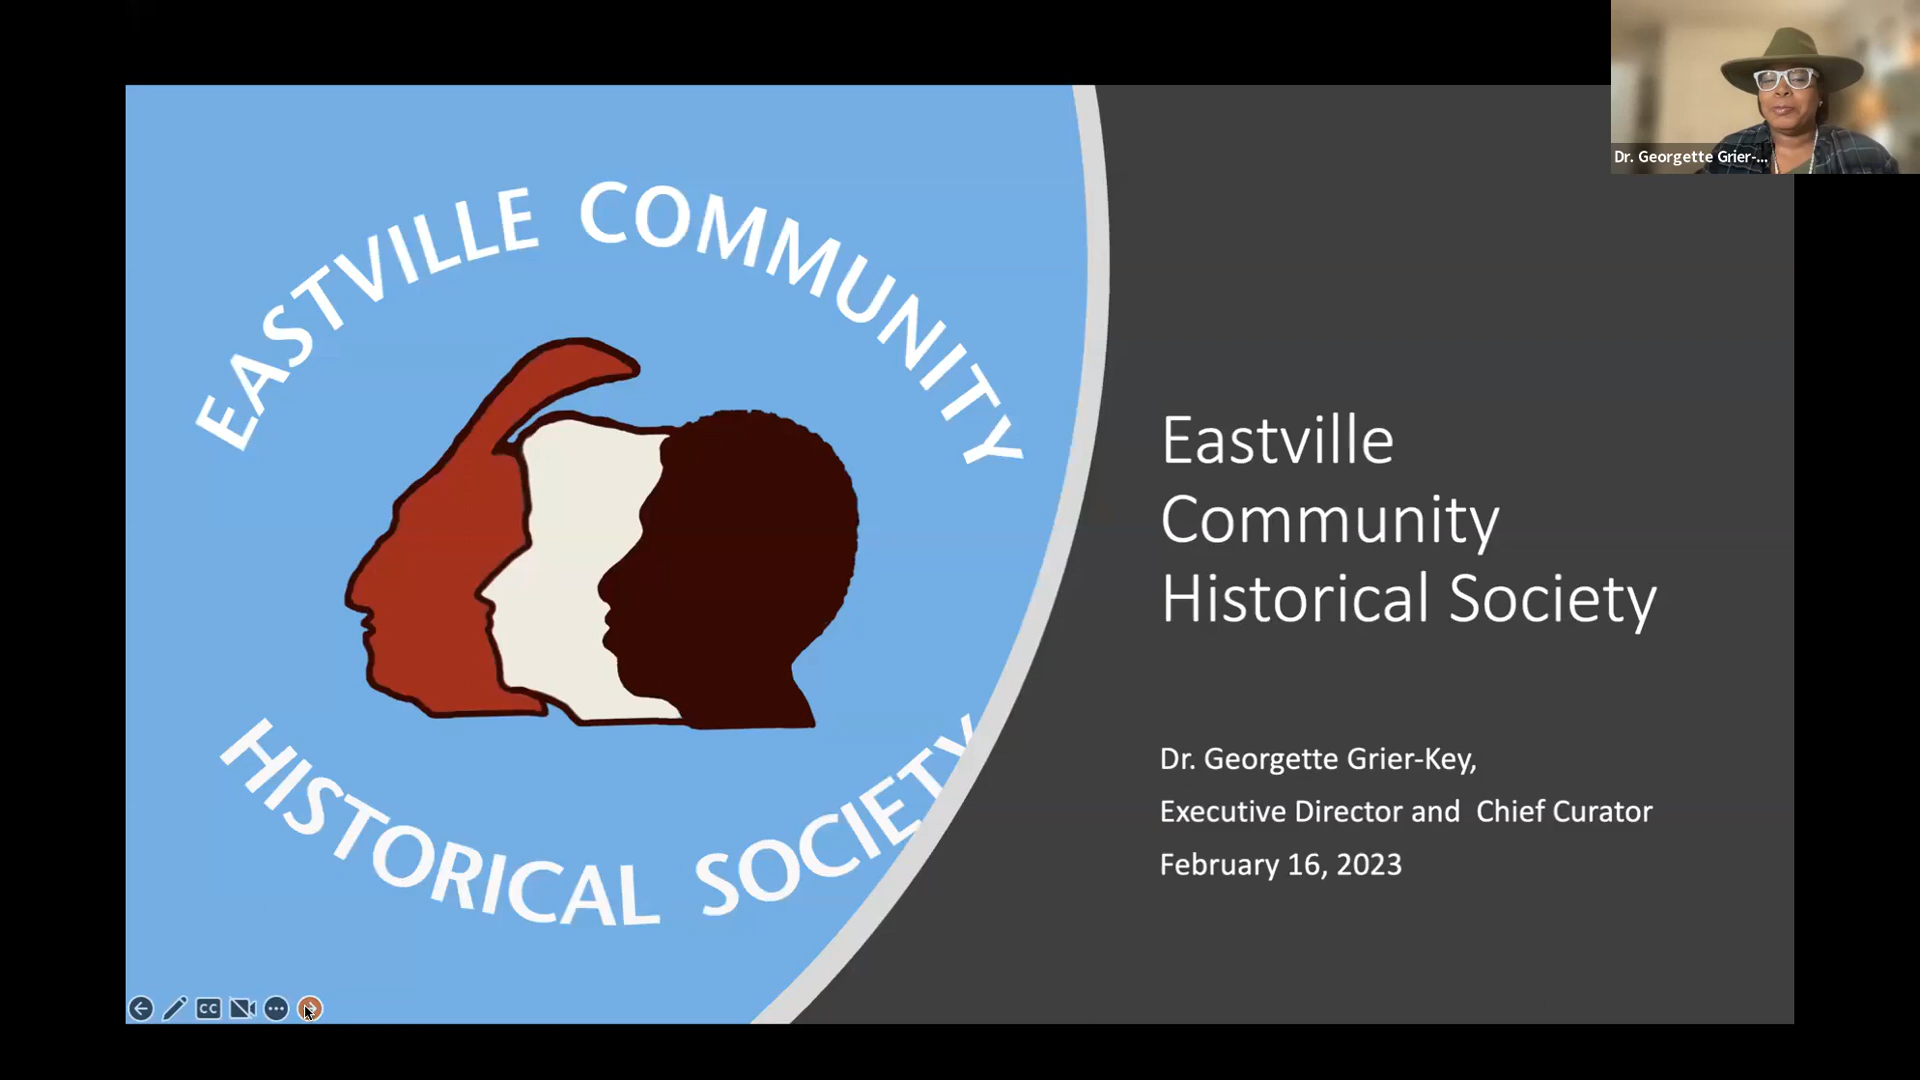 EASTVILLE COMMUNITY
HISTORICAL SOCIETY
Eastville
Community
Historical Society
Dr. Georgette Grier-Key,
Executive Director and Chief Curator
February 16, 2023
Dr. Georgette Grier-...
CC